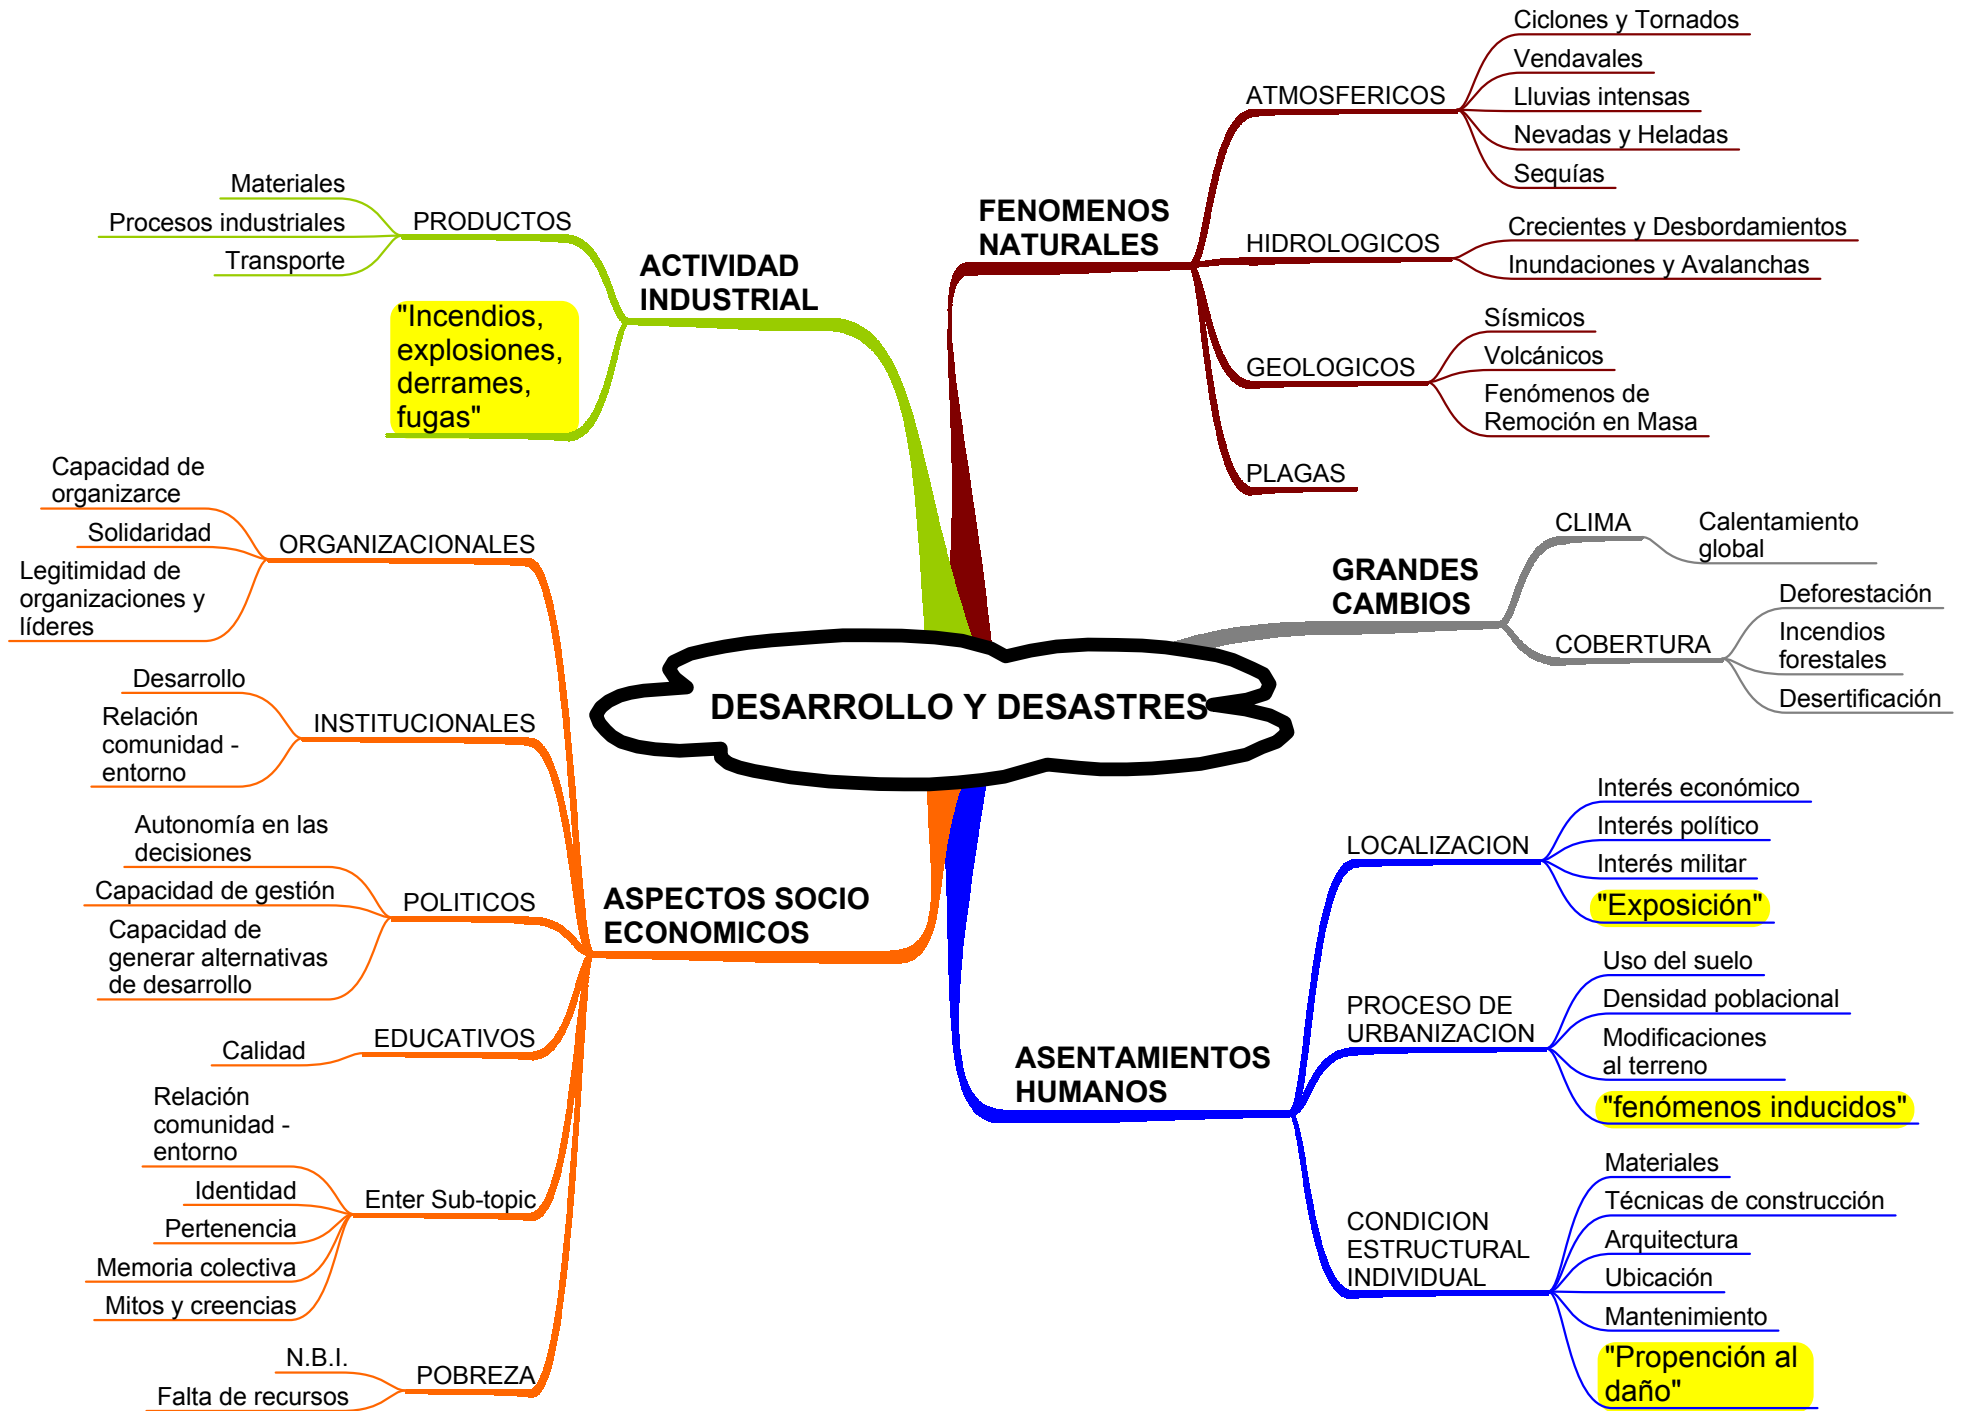 DESARROLLO Y DESASTRES
FENOMENOS
NATURALES
ATMOSFERICOS
Ciclones y Tornados
Vendavales
Lluvias intensas
Nevadas y Heladas
Sequías
HIDROLOGICOS
Crecientes y Desbordamientos
Inundaciones y Avalanchas
GEOLOGICOS
Sísmicos
Volcánicos
Fenómenos de
Remoción en Masa
PLAGAS
GRANDES
CAMBIOS
CLIMA
Calentamiento
global
COBERTURA
Deforestación
Incendios
forestales
Desertificación
ASENTAMIENTOS
HUMANOS
LOCALIZACION
Interés económico
Interés político
Interés militar
"Exposición"
PROCESO DE
URBANIZACION
Uso del suelo
Densidad poblacional
Modificaciones
al terreno
"fenómenos inducidos"
CONDICION
ESTRUCTURAL
INDIVIDUAL
Materiales
Técnicas de construcción
Arquitectura
Ubicación
Mantenimiento
"Propención al
daño"
ACTIVIDAD
INDUSTRIAL
PRODUCTOS
Materiales
Procesos industriales
Transporte
"Incendios,
explosiones,
derrames,
fugas"
ASPECTOS SOCIO
ECONOMICOS
ORGANIZACIONALES
Capacidad de
organizarce
Solidaridad
Legitimidad de
organizaciones y
líderes
INSTITUCIONALES
Desarrollo
Relación
comunidad -
entorno
POLITICOS
Autonomía en las
decisiones
Capacidad de gestión
Capacidad de
generar alternativas
de desarrollo
EDUCATIVOS
Calidad
Enter Sub-topic
Relación
comunidad -
entorno
Identidad
Pertenencia
Memoria colectiva
Mitos y creencias
POBREZA
N.B.I.
Falta de recursos